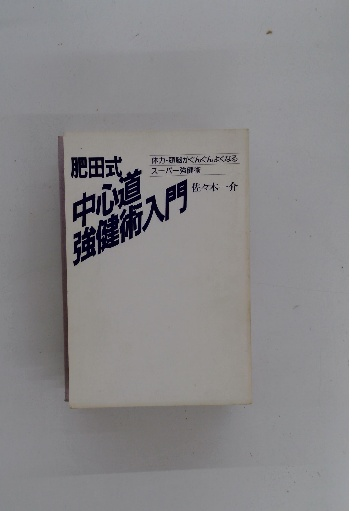 肥田式
中心道
強健術入門
体力・頭脳がぐんぐんよくなる
スーパー強健術
佐々木一介